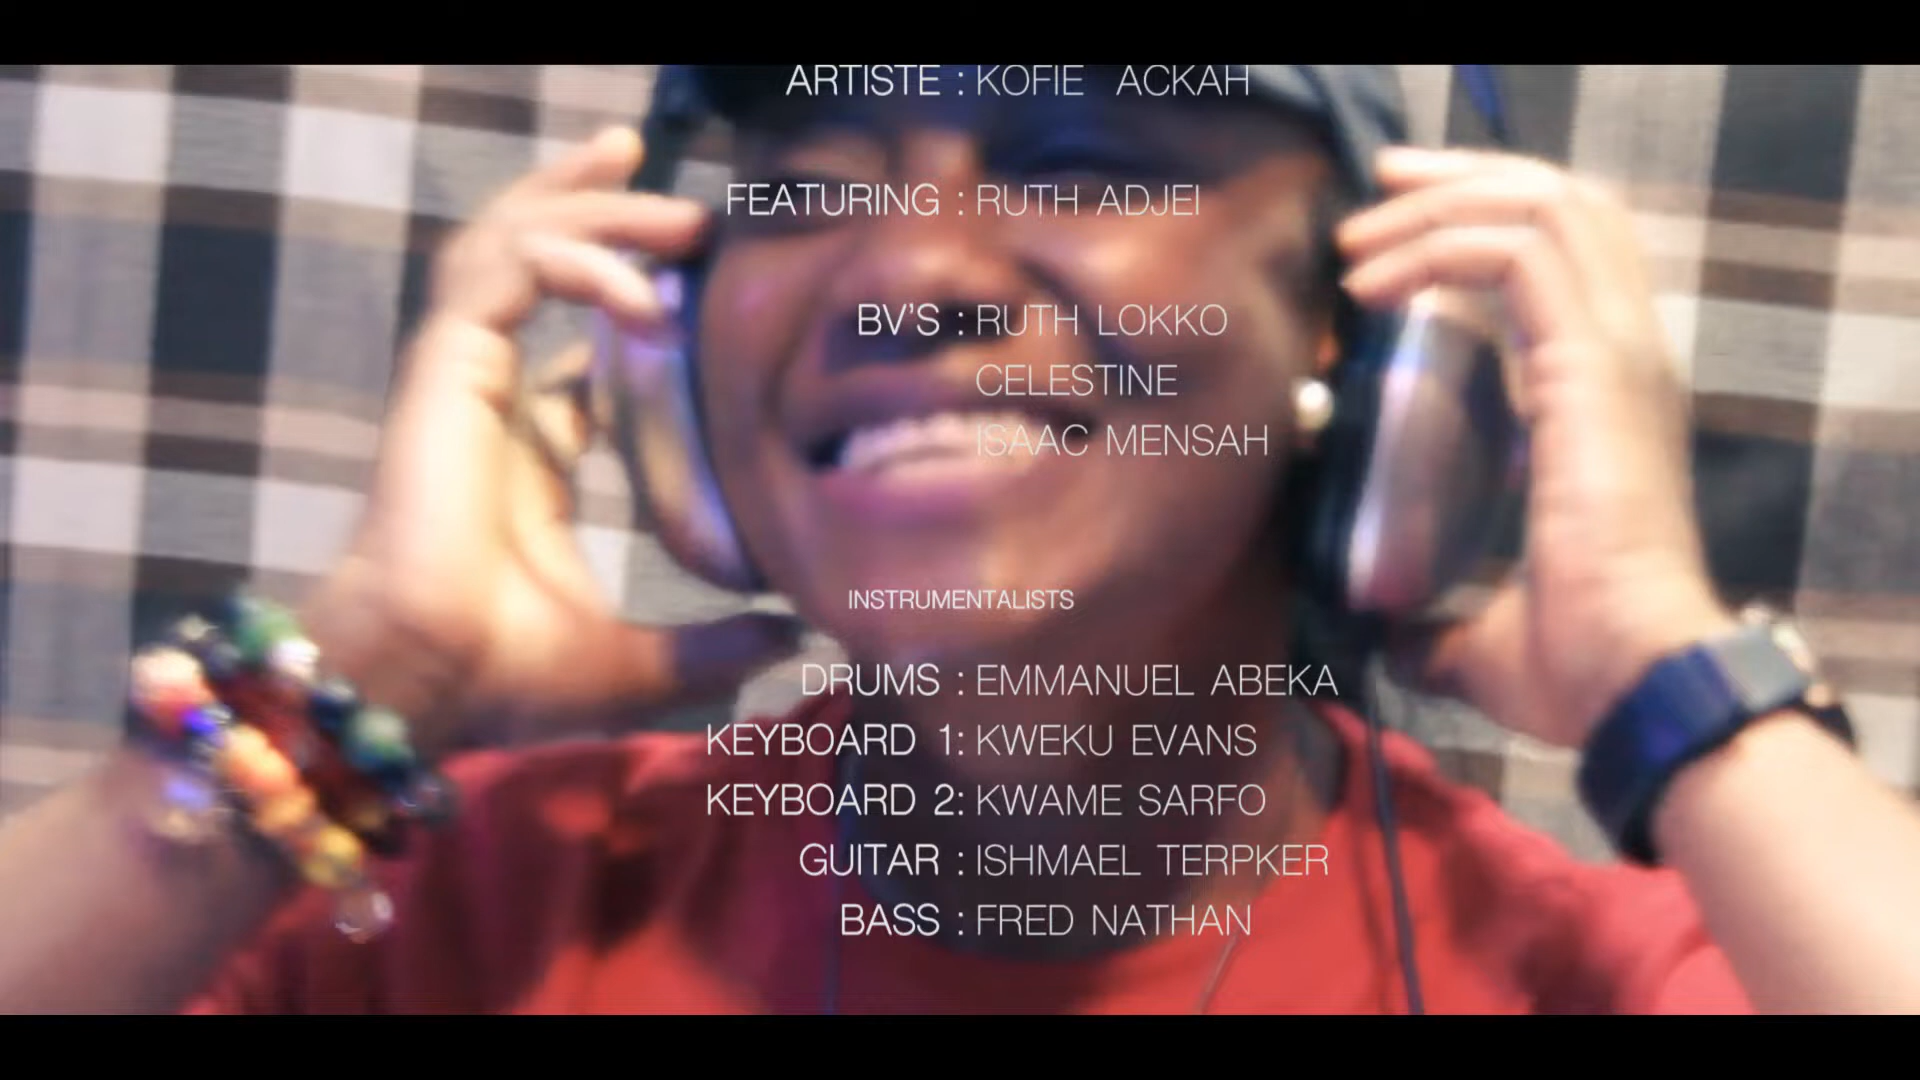 ARTISTE : KOFIE ACKAH
FEATURING : RUTH ADJEI
BV'S : RUTH LOKKO
CELESTINE
ISAAC MENSAH
INSTRUMENTALISTS
DRUMS : EMMANUEL ABEKA
KEYBOARD 1: KWEKU EVANS
KEYBOARD 2: KWAME SARFO
GUITAR : ISHMAEL TERPKER
BASS : FRED NATHAN